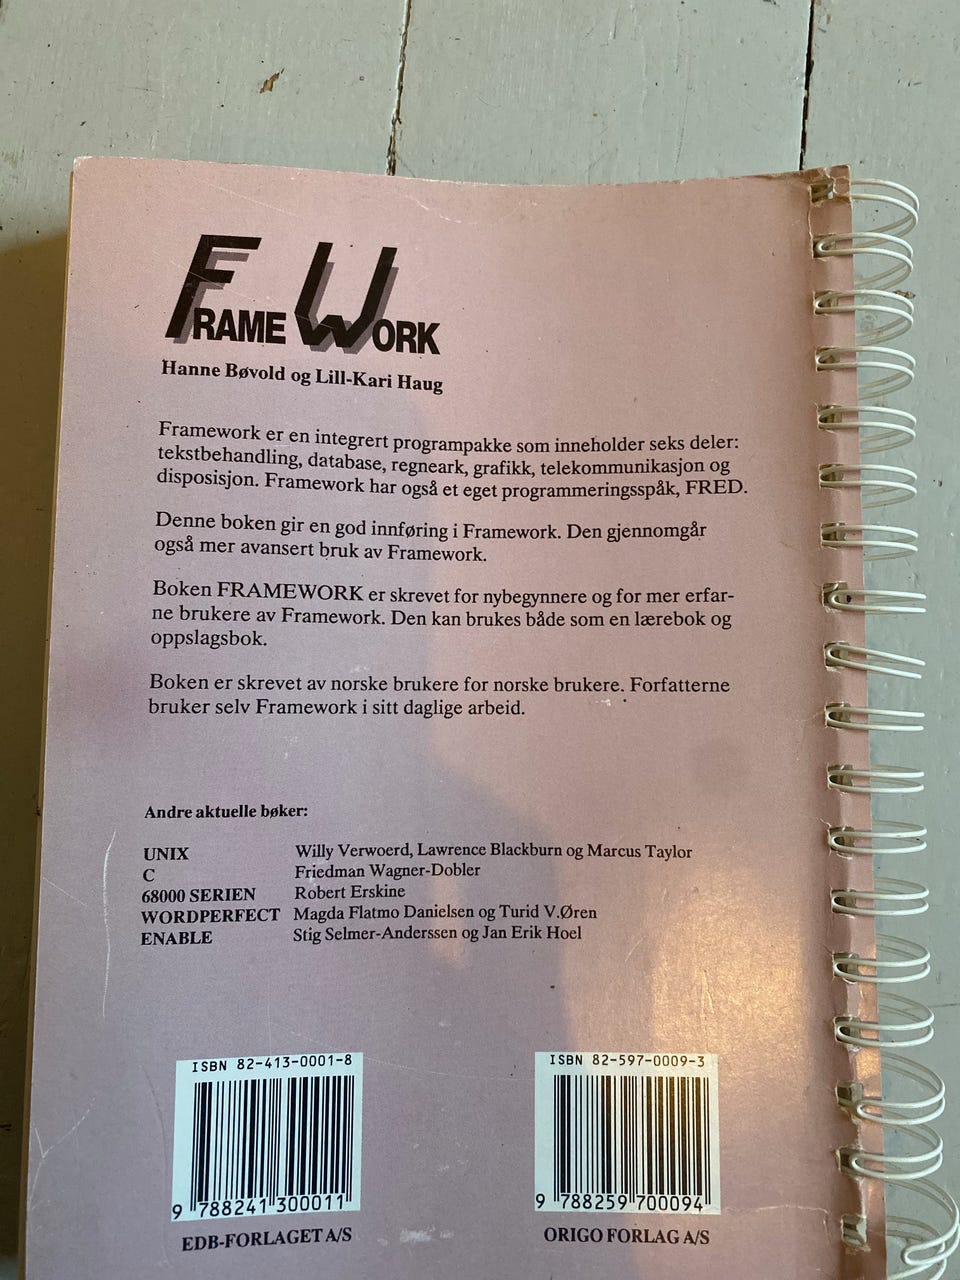 FRAME WORK
Hanne Bøvold og Lill-Kari Haug
Framework er en integrert programpakke som inneholder seks deler:
tekstbehandling, database, regneark, grafikk, telekommunikasjon og
disposisjon. Framework har også et eget programmeringsspåk, FRED.
Denne boken gir en god innføring i Framework. Den gjennomgår
også mer avansert bruk av Framework.
Boken FRAMEWORK er skrevet for nybegynnere og for mer erfar-
ne brukere av Framework. Den kan brukes både som en lærebok og
oppslagsbok.
Boken er skrevet av norske brukere for norske brukere. Forfatterne
bruker selv Framework i sitt daglige arbeid.
Andre aktuelle bøker:
UNIX Willy Verwoerd, Lawrence Blackburn og Marcus Taylor
C Friedman Wagner-Dobler
68000 SERIEN Robert Erskine
WORDPERFECT Magda Flatmo Danielsen og Turid V.Øren
ENABLE Stig Selmer-Anderssen og Jan Erik Hoel
ISBN 82-413-0001-8
9 788241 300011
EDB-FORLAGET A/S
ISBN 82-597-0009-3
9 788259 700094
ORIGO FORLAG A/S